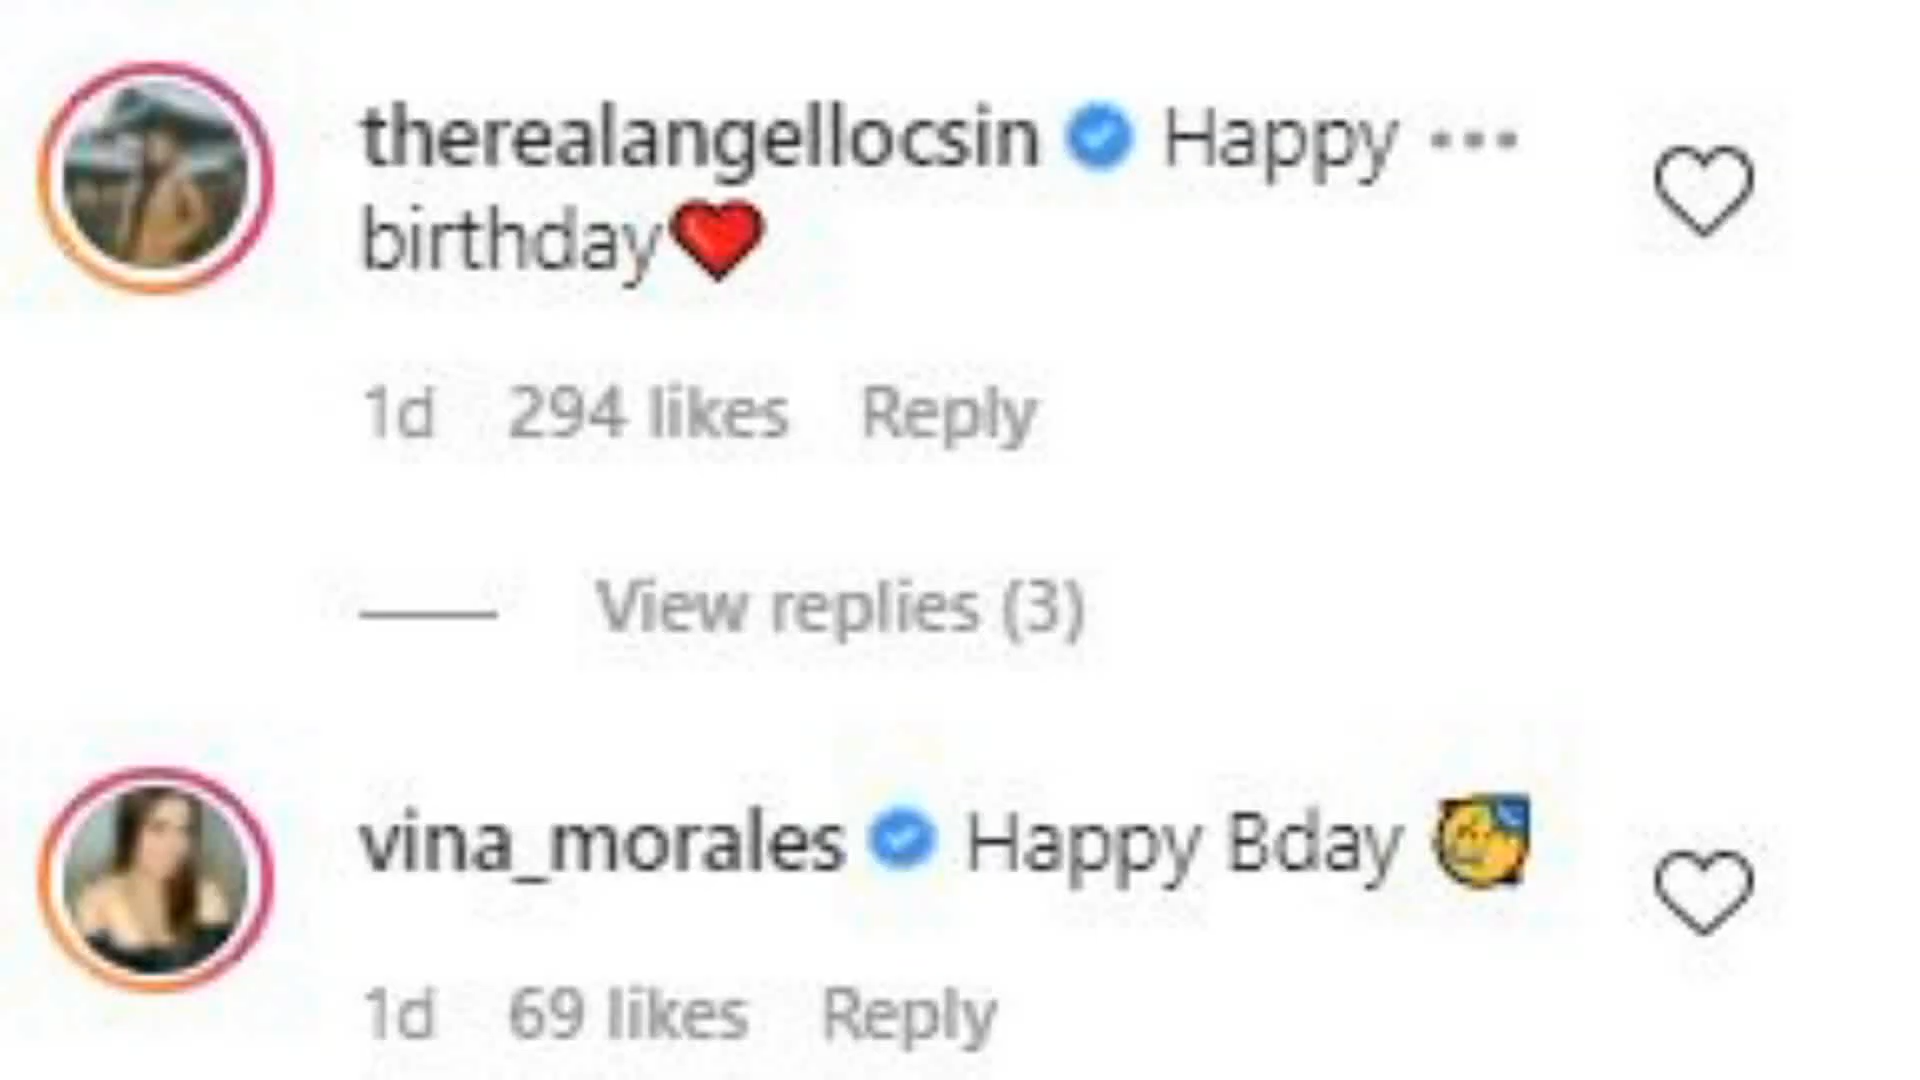 therealangellocsin Happy ...
birthday❤️
1d 294 likes Reply
View replies (3)
vina_morales Happy Bday 🥳
1d 69 likes Reply